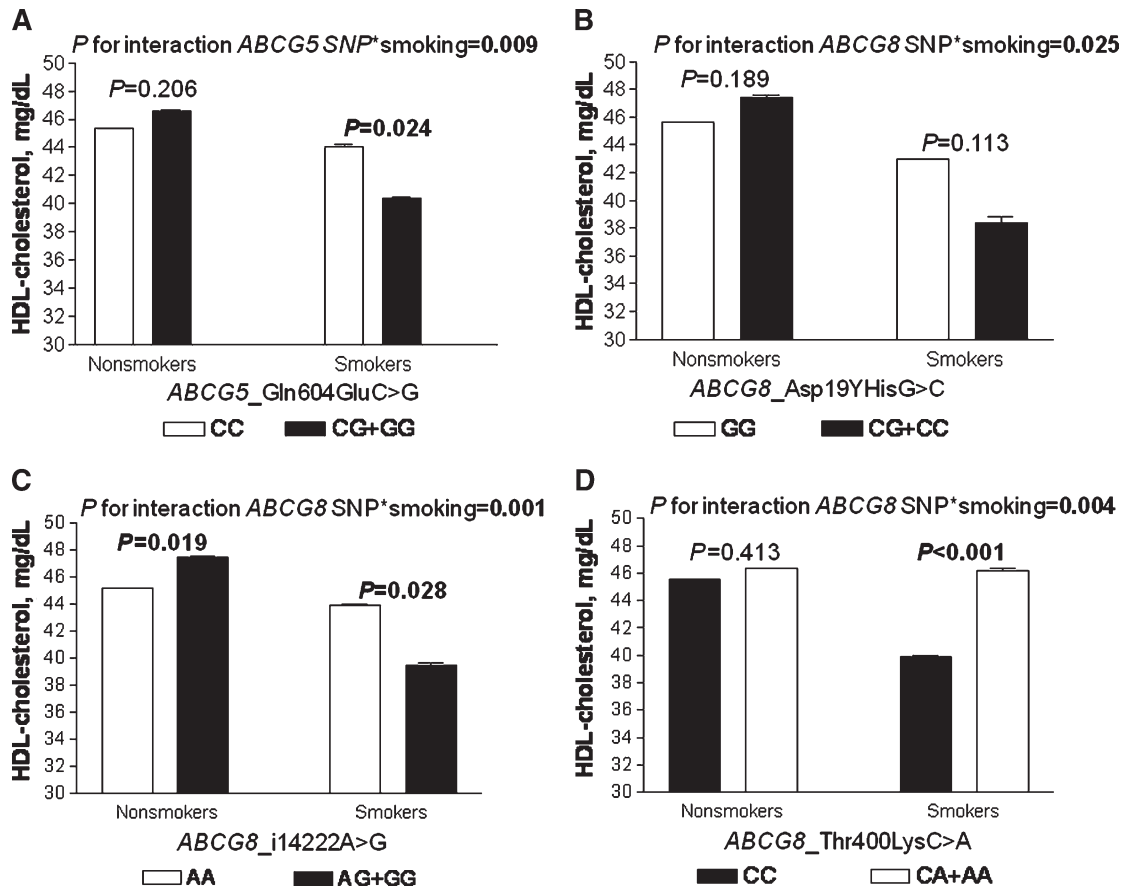 A
P for interaction ABCG5 SNP*smoking=0.009
HDL-cholesterol, mg/dL
50
48
46
44
42
40
38
36
34
32
30
P=0.206
P=0.024
Nonsmokers Smokers
ABCG5_Gln604GluC>G
CC CG+GG
B
P for interaction ABCG8 SNP*smoking=0.025
HDL-cholesterol, mg/dL
50
48
46
44
42
40
38
36
34
32
30
P=0.189
P=0.113
Nonsmokers Smokers
ABCG8_Asp19YHisG>C
GG CG+CC
C
P for interaction ABCG8 SNP*smoking=0.001
HDL-cholesterol, mg/dL
50
48
46
44
42
40
38
36
34
32
30
P=0.019
P=0.028
Nonsmokers Smokers
ABCG8_i14222A>G
AA AG+GG
D
P for interaction ABCG8 SNP*smoking=0.004
HDL-cholesterol, mg/dL
50
48
46
44
42
40
38
36
34
32
30
P=0.413
P<0.001
Nonsmokers Smokers
ABCG8_Thr400LysC>A
CC CA+AA